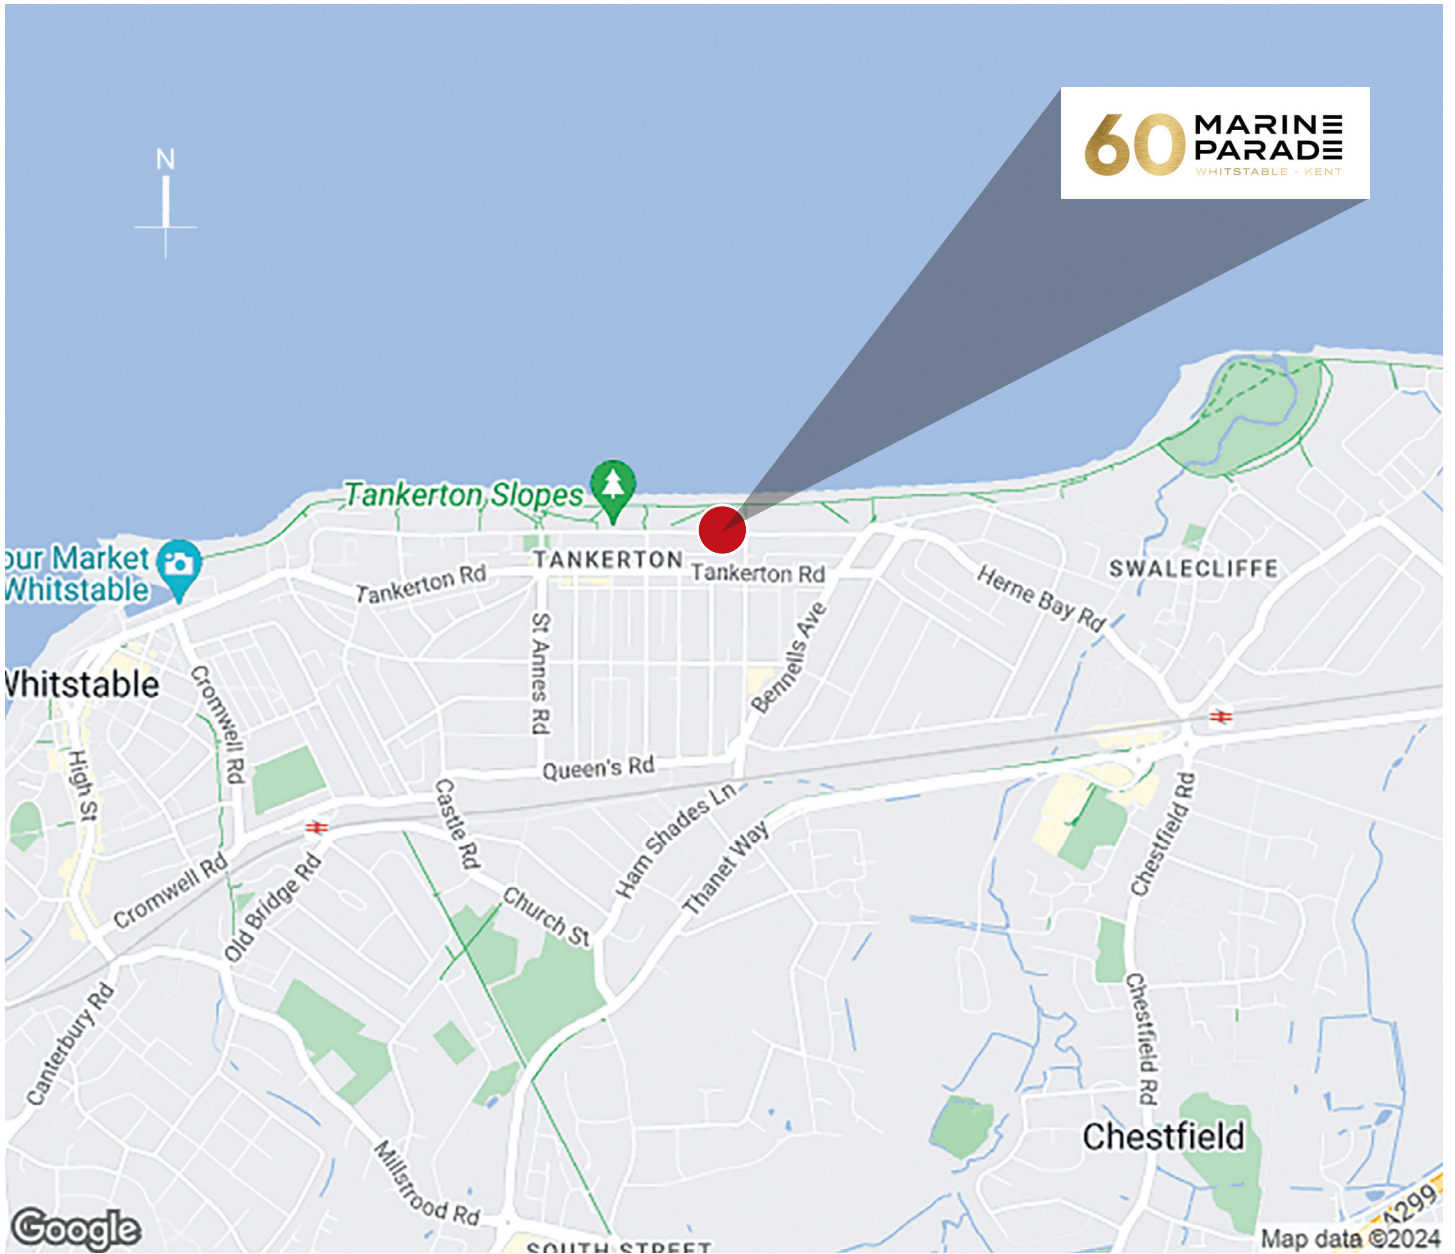 60 MARINE
PARADE
WHITSTABLE · KENT
N
Tankerton Slopes
our Market
Whitstable
TANKERTON
Tankerton Rd
Tankerton Rd
SWALECLIFFE
Herne Bay Rd
St Annes Rd
Bennells Ave
Whitstable
Cromwell Rd
High St
Queen's Rd
Castle Rd
Ham Shades Ln
Thanet Way
Chestfield Rd
Cromwell Rd
Old Bridge Rd
Church St
Canterbury Rd
Chestfield Rd
Chestfield
Millstrood Rd
A299
Google
SOUTH STREET
Map data ©2024